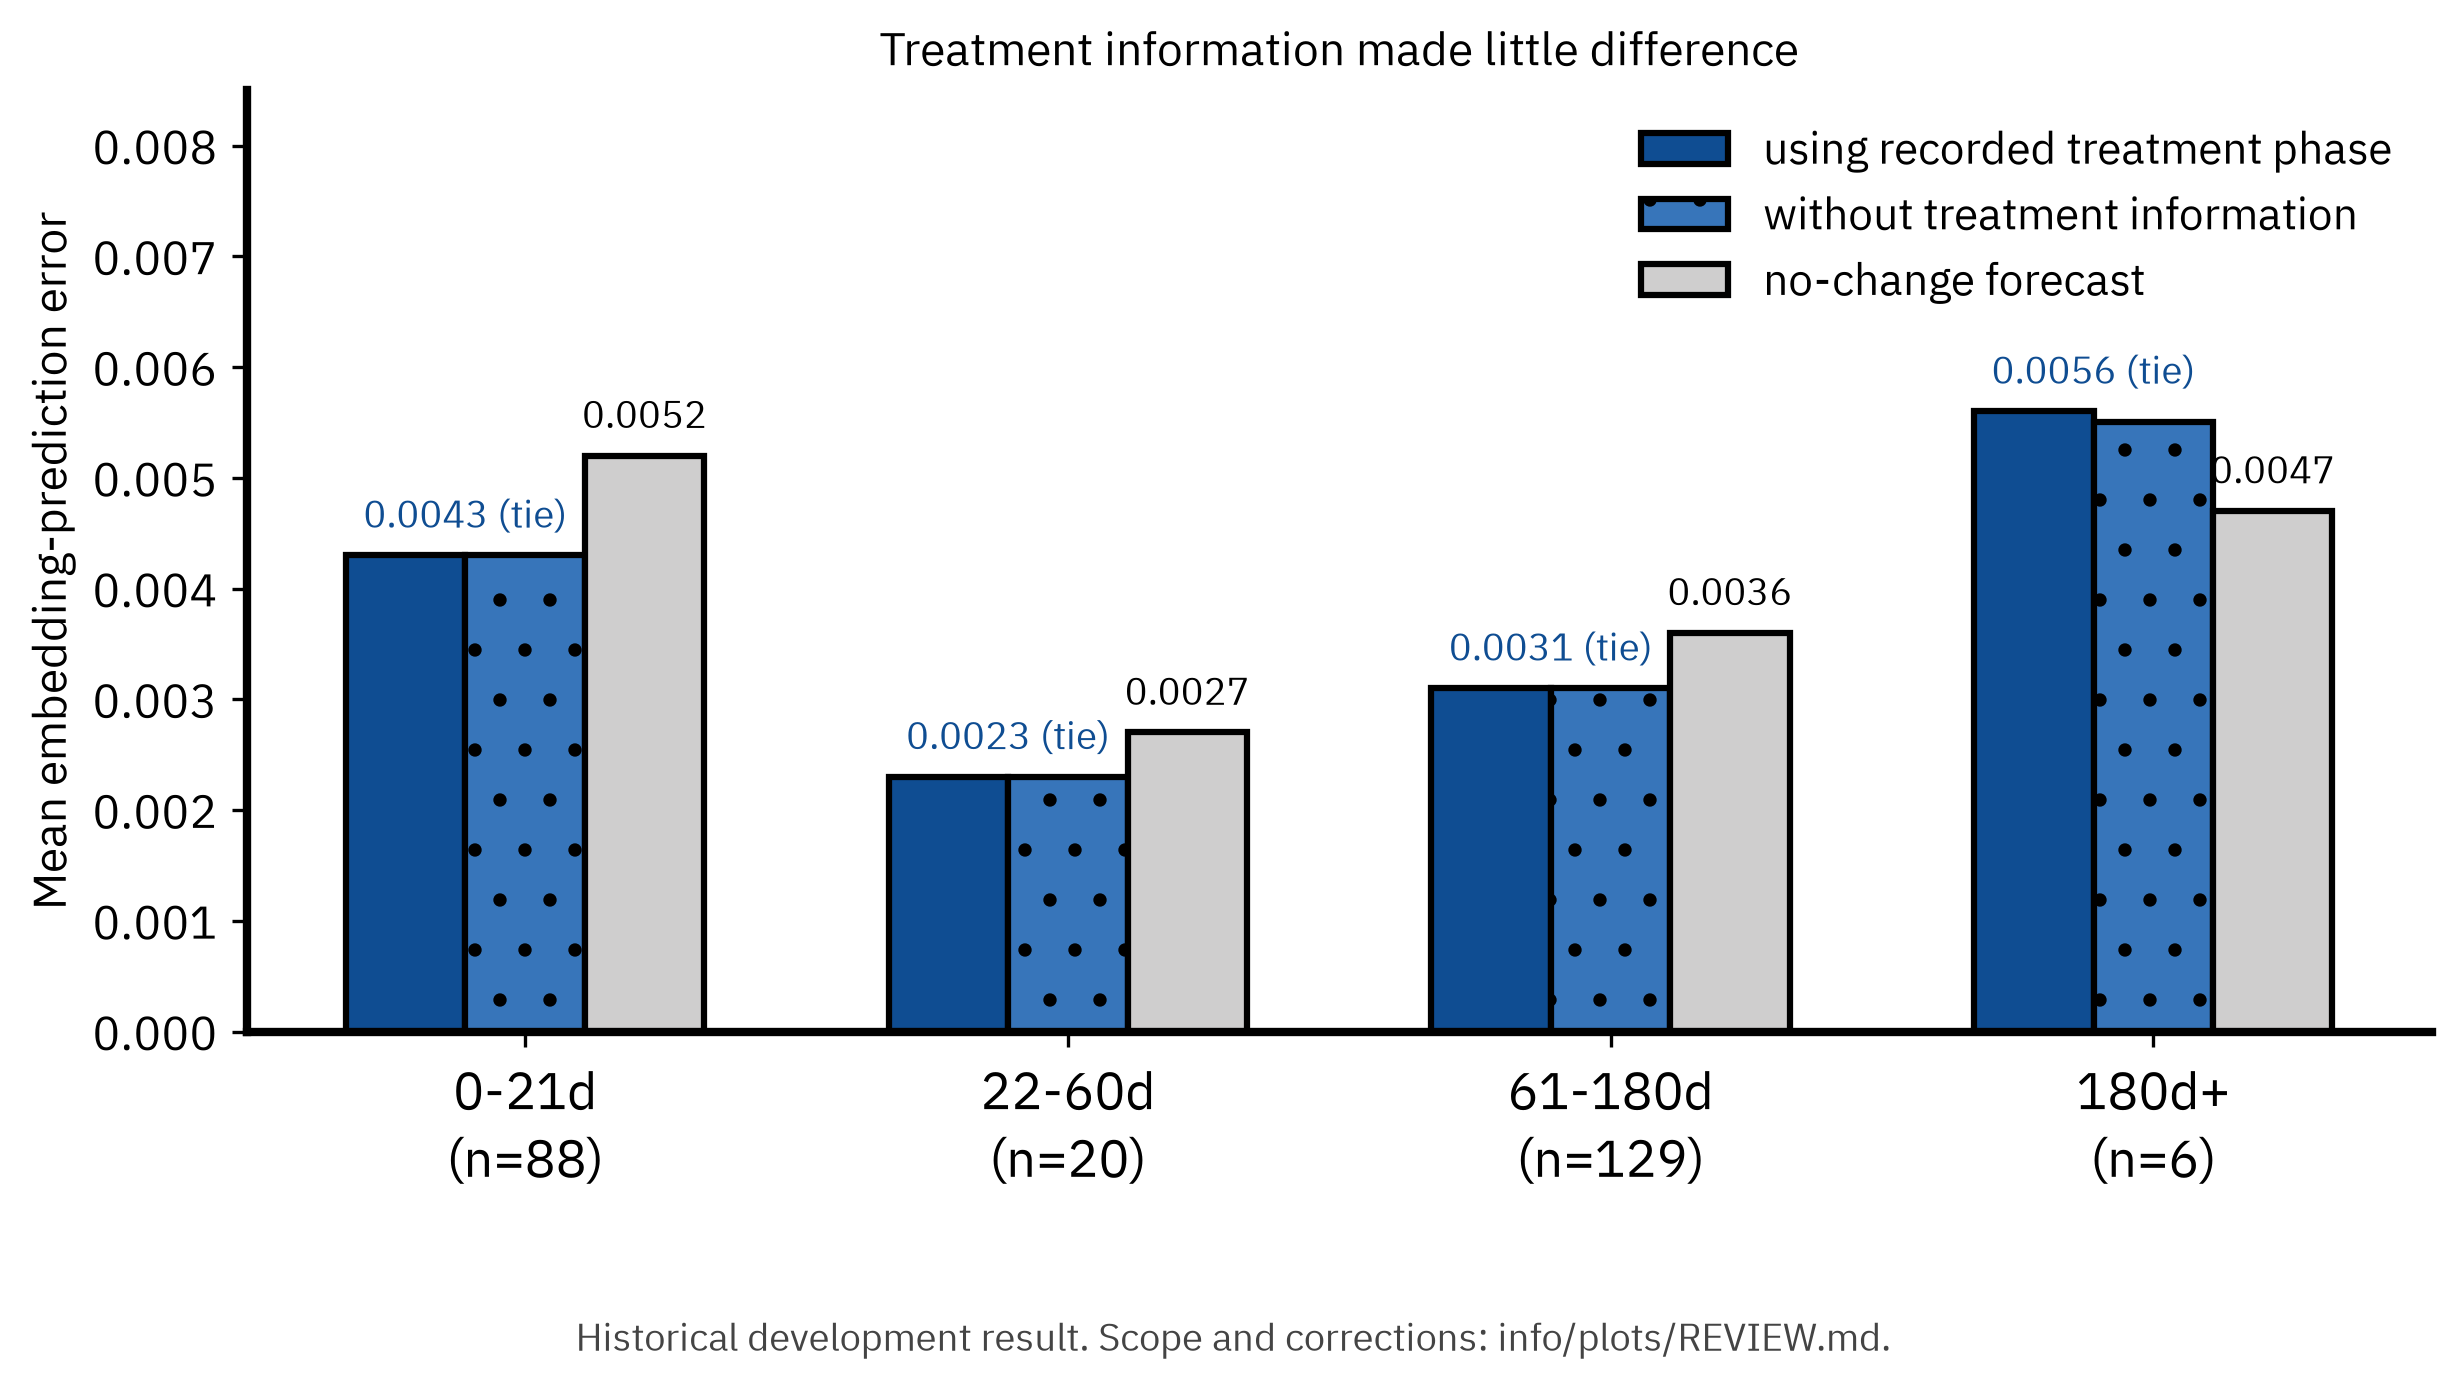 Treatment information made little difference
Mean embedding-prediction error
0.008
0.007
0.006
0.005
0.004
0.003
0.002
0.001
0.000
using recorded treatment phase
without treatment information
no-change forecast
0.0043 (tie)
0.0052
0.0023 (tie)
0.0027
0.0031 (tie)
0.0036
0.0056 (tie)
0.0047
0-21d
(n=88)
22-60d
(n=20)
61-180d
(n=129)
180d+
(n=6)
Historical development result. Scope and corrections: info/plots/REVIEW.md.